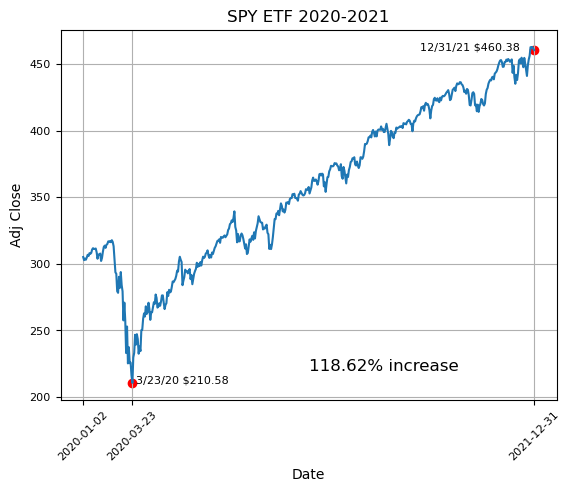 SPY ETF 2020-2021
12/31/21 $460.38
450
400
350
300
250
200
Adj Close
118.62% increase
3/23/20 $210.58
2020-01-02
2020-03-23
2021-12-31
Date